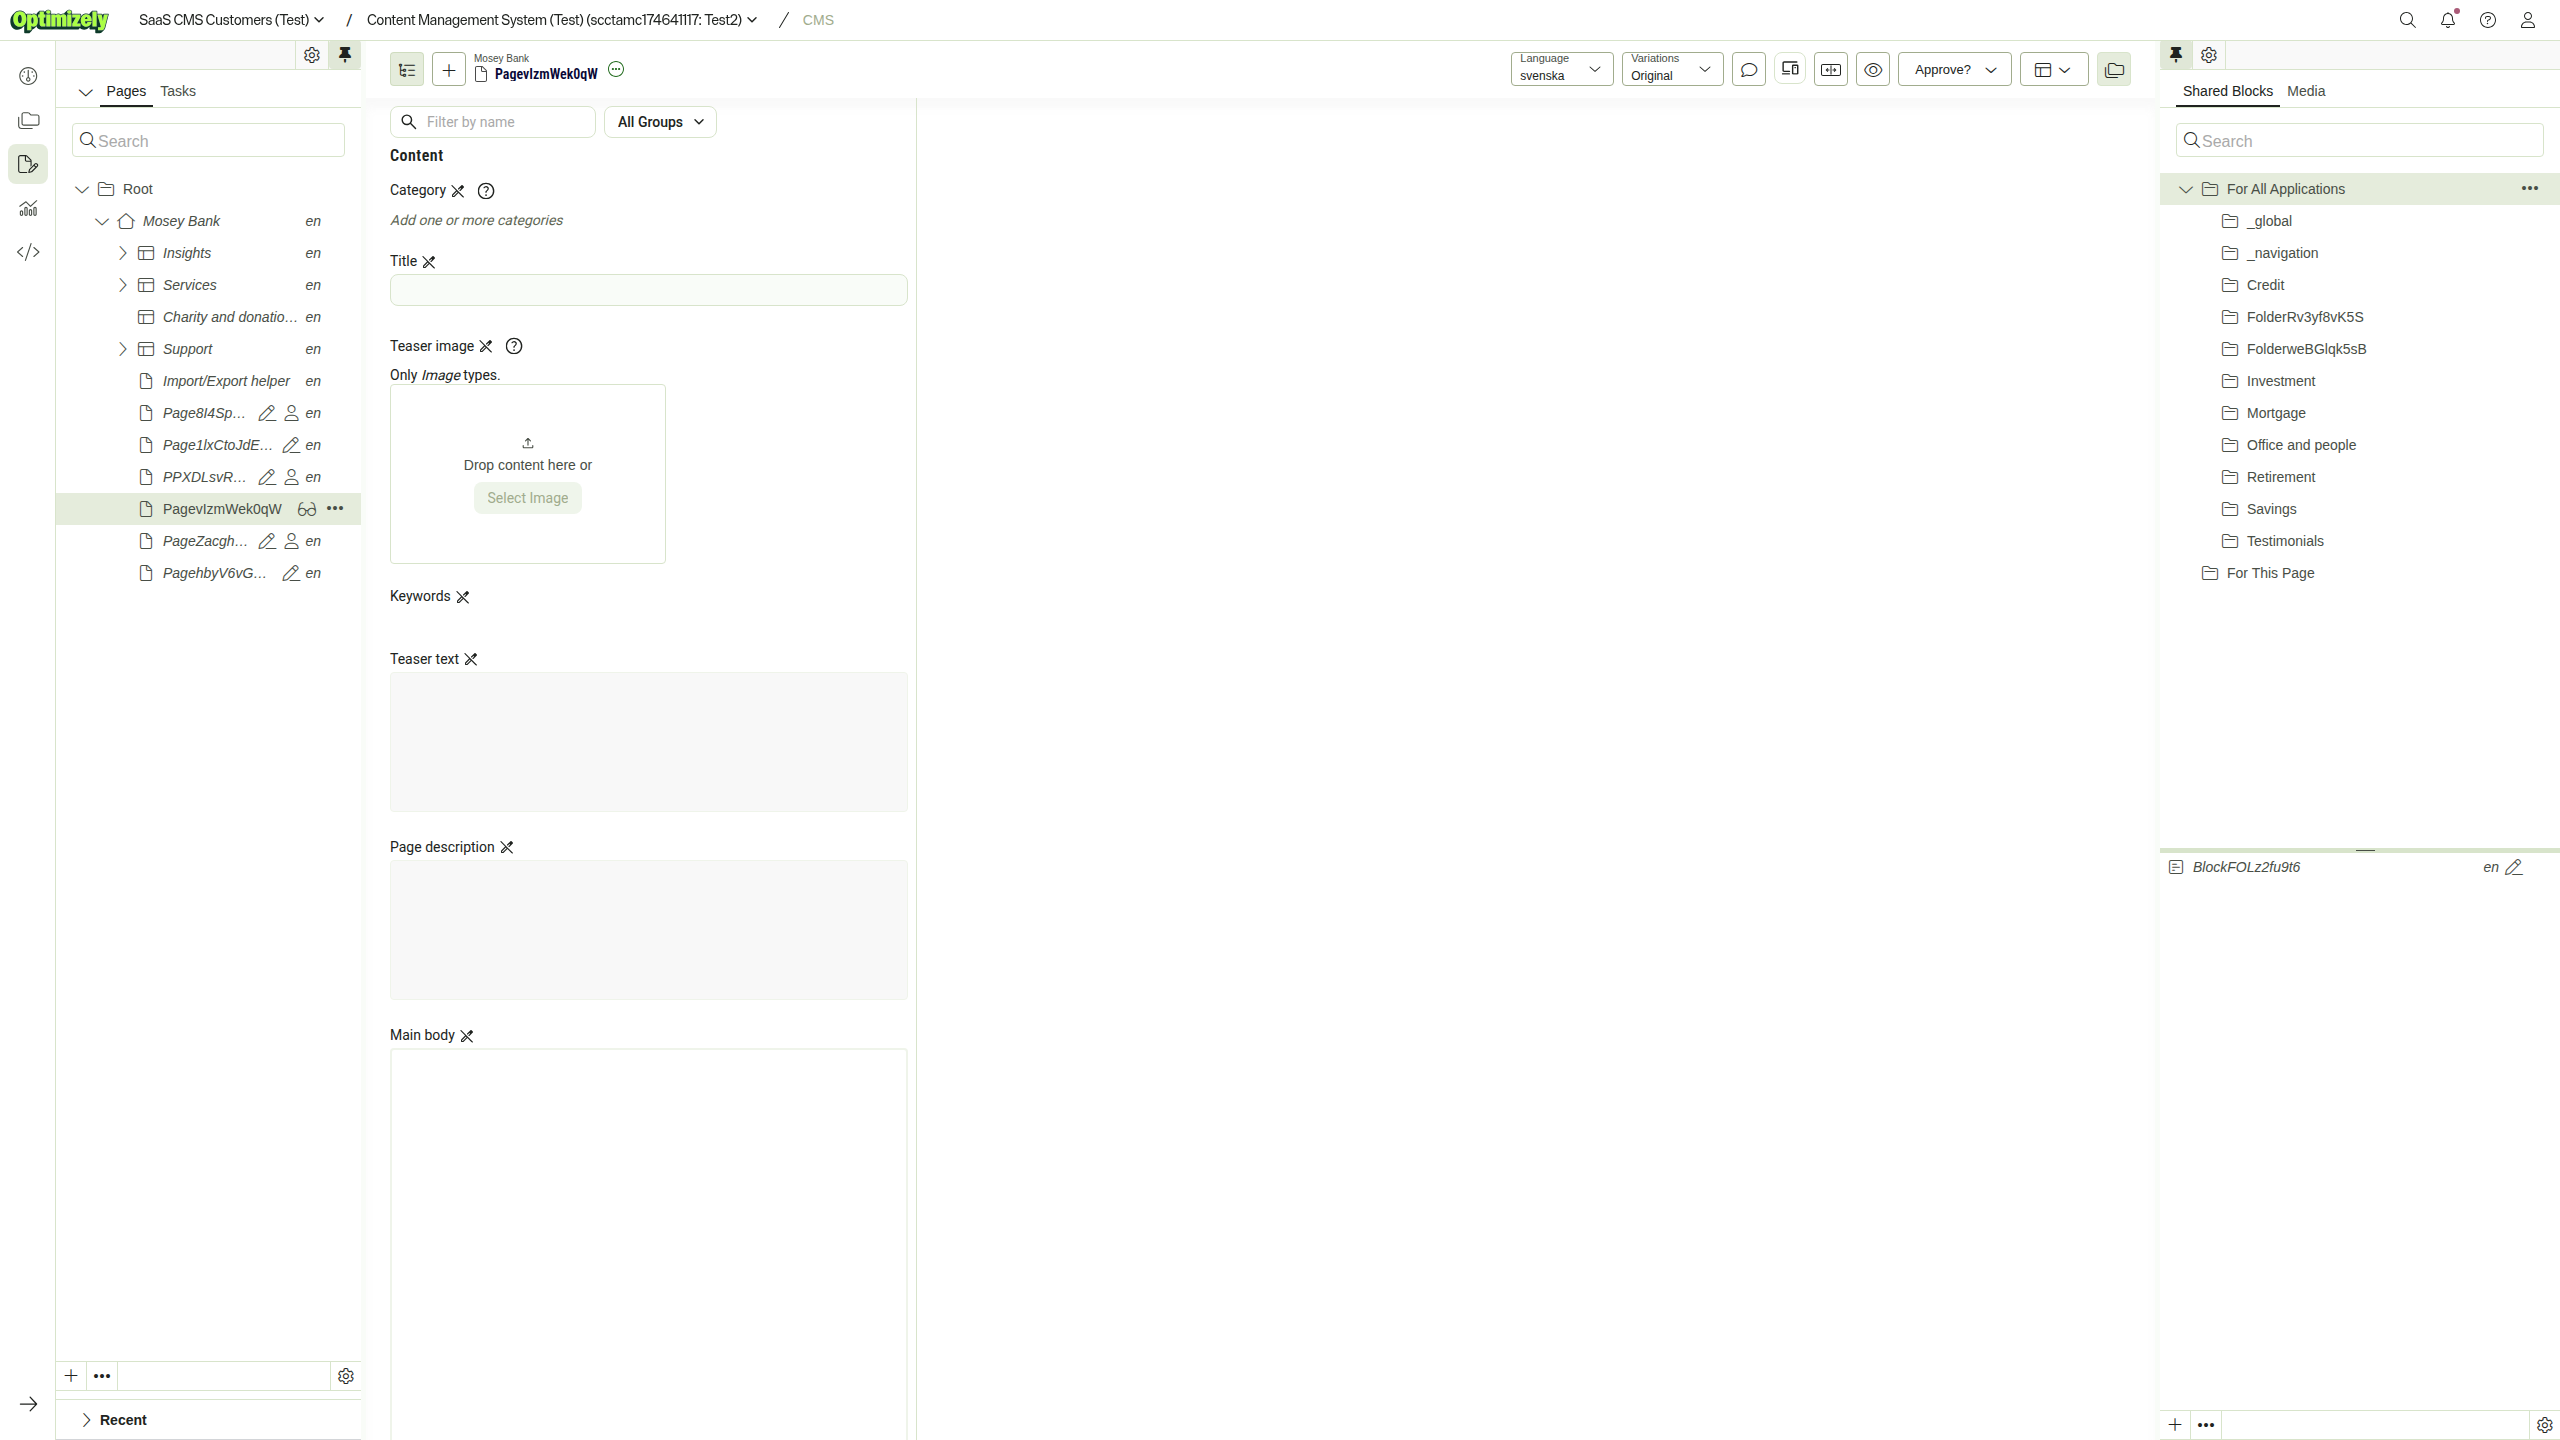 Optimizely
SaaS CMS Customers (Test)
/
Content Management System (Test) (scctamc174641117: Test2)
/
CMS
Pages
Tasks
Search
Root
Mosey Bank en
Insights en
Services en
Charity and donatio... en
Support en
Import/Export helper en
Page8I4Sp... en
Page1lxCtoJdE... en
PPXDLsvR... en
PagevIzmWek0qW
PageZacgh... en
PagehbyV6vG... en
Recent
Mosey Bank
PagevIzmWek0qW
Language
svenska
Variations
Original
Approve?
Filter by name
All Groups
Content
Category
Add one or more categories
Title
Teaser image
Only Image types.
Drop content here or
Select Image
Keywords
Teaser text
Page description
Main body
Shared Blocks
Media
Search
For All Applications
_global
_navigation
Credit
FolderRv3yf8vK5S
FolderweBGlqk5sB
Investment
Mortgage
Office and people
Retirement
Savings
Testimonials
For This Page
BlockFOLz2fu9t6 en